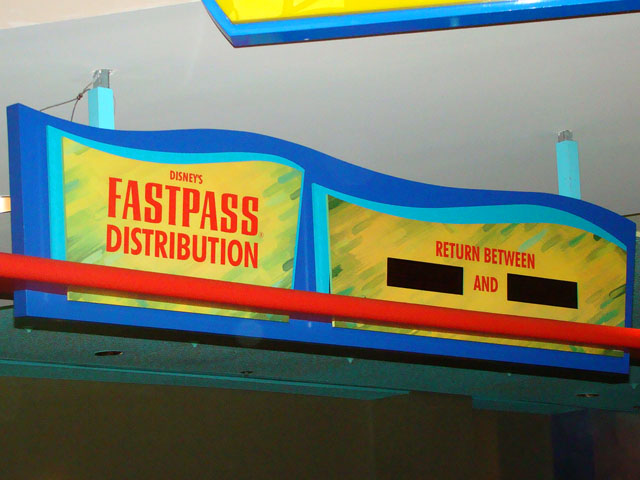 DISNEY'S
FASTPASS
DISTRIBUTION
RETURN BETWEEN
AND